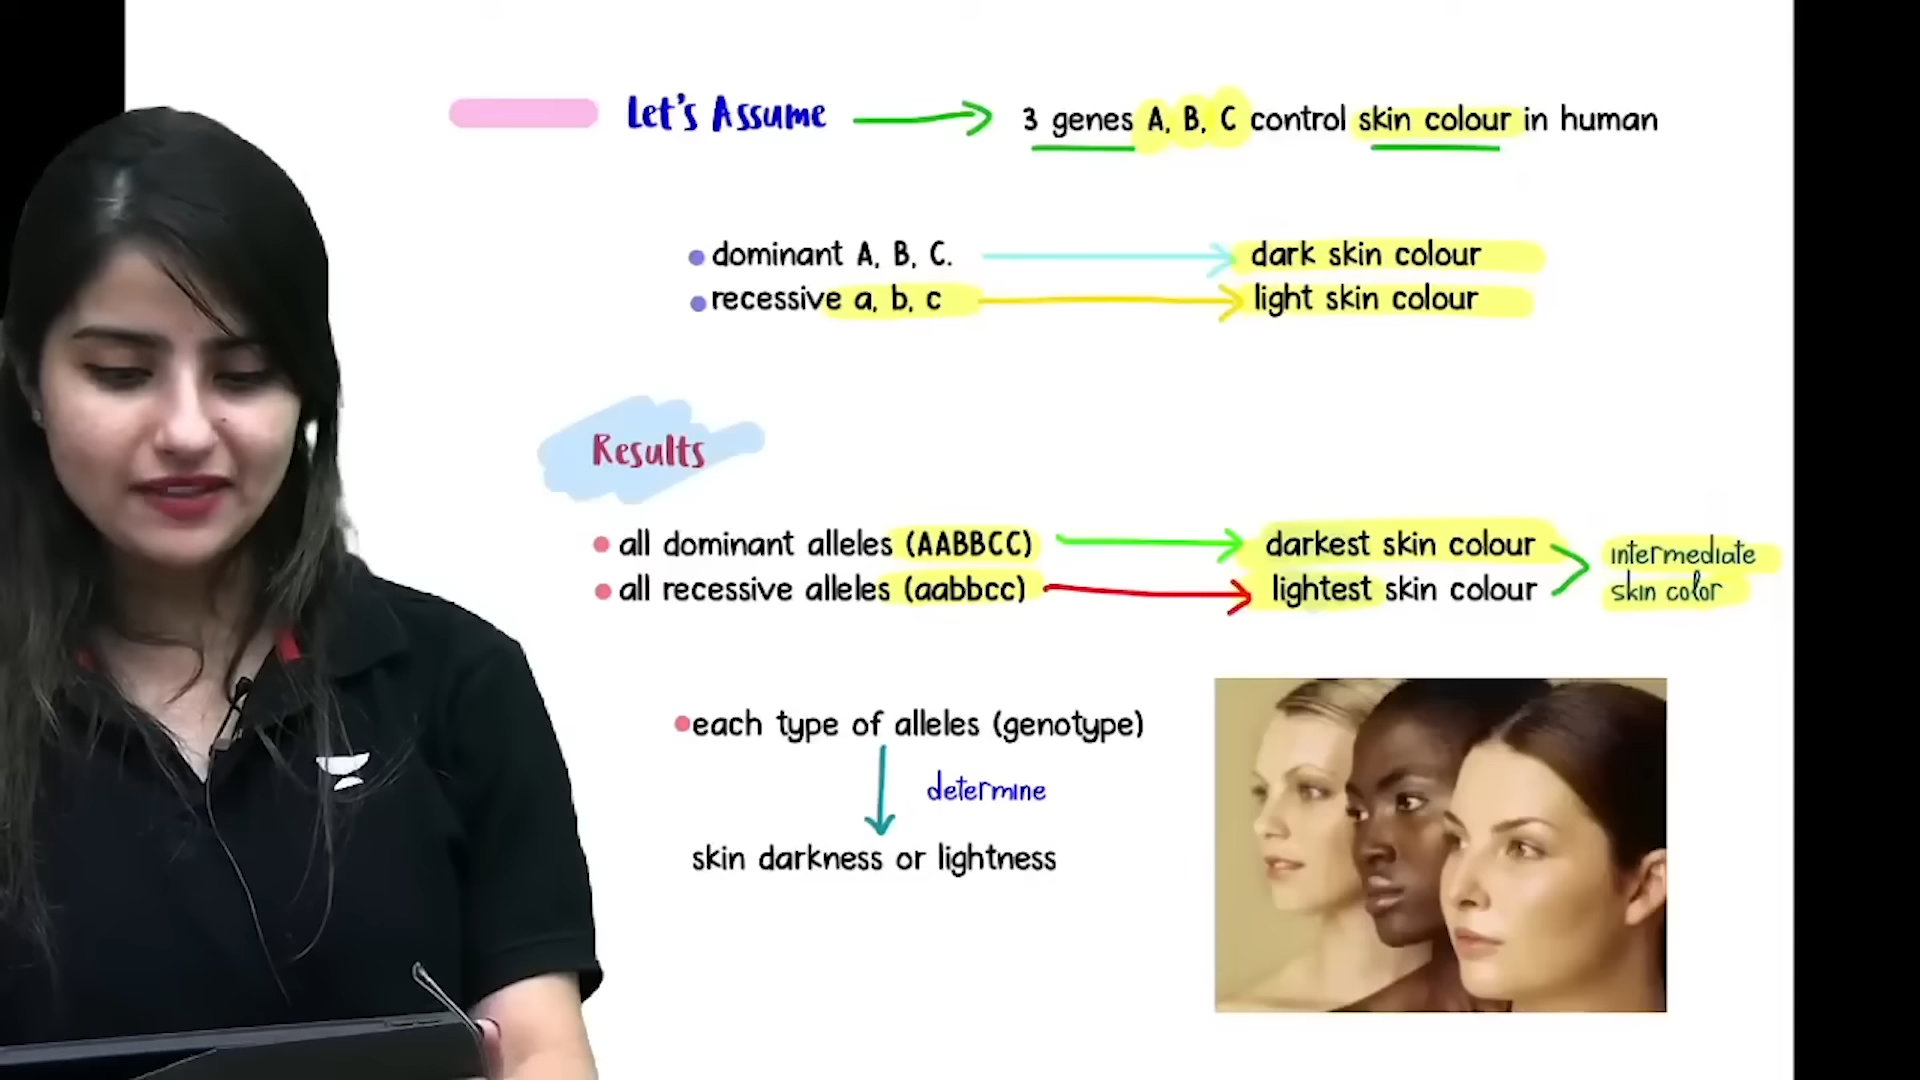 Let's Assume
3 genes A, B, C control skin colour in human
dominant A, B, C.
dark skin colour
recessive a, b, c
light skin colour
Results
all dominant alleles (AABBCC)
darkest skin colour
all recessive alleles (aabbcc)
lightest skin colour
intermediate
skin color
each type of alleles (genotype)
determine
skin darkness or lightness